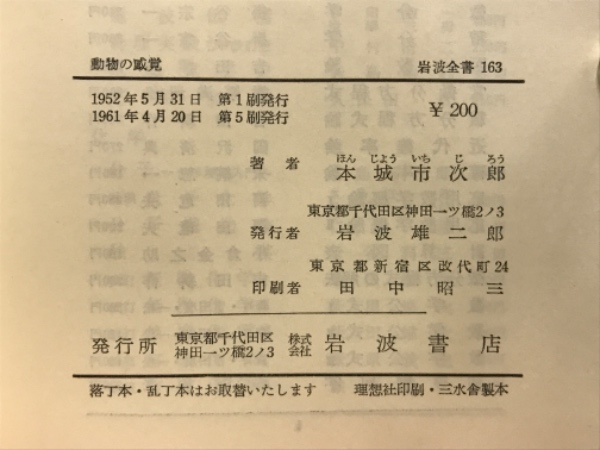 動物の感覚
岩波全書 163
1952年5月31日 第1刷発行
1961年4月20日 第5刷発行
¥200
ほん じょう いち じ ろう
著者 本城市次郎
東京都千代田区神田一ツ橋2ノ3
発行者 岩波雄二郎
東京都新宿区改代町24
印刷者 田中昭三
発行所 東京都千代田区神田一ツ橋2ノ3 株式会社 岩波書店
落丁本・乱丁本はお取替いたします
理想社印刷・三水舎製本